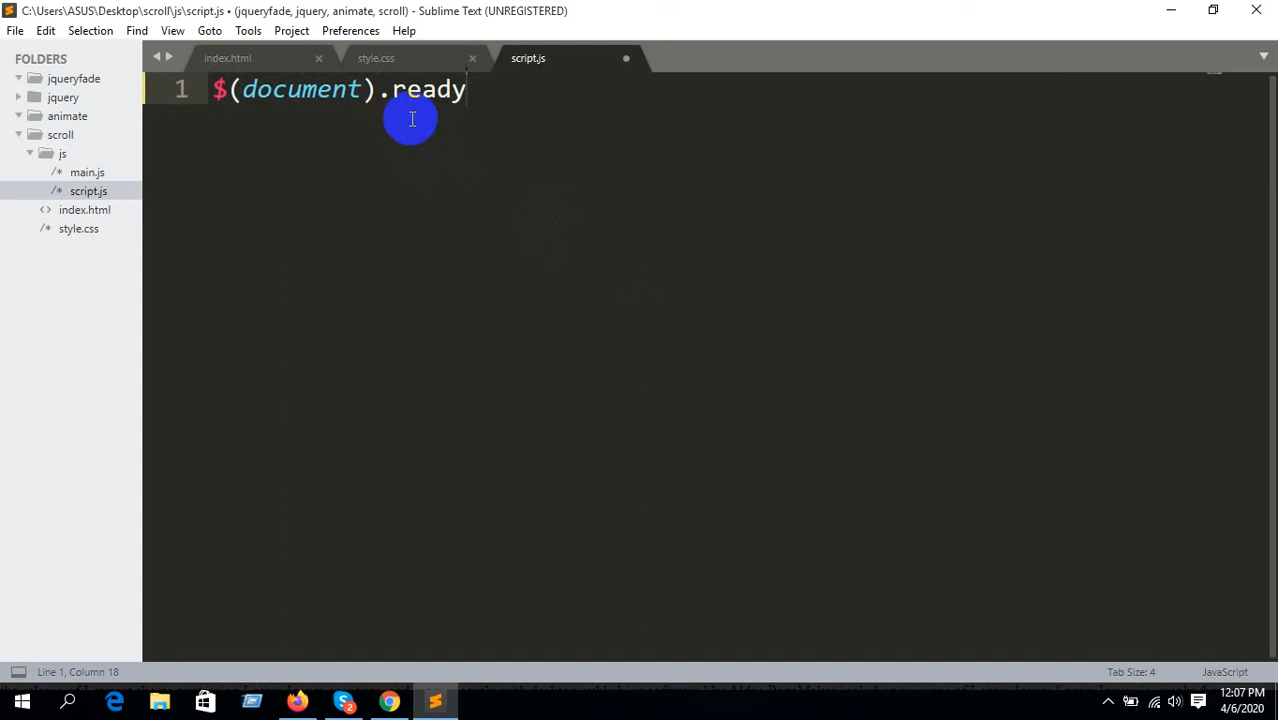 C:\Users\ASUS\Desktop\scroll\js\script.js • (jqueryfade, jquery, animate, scroll) - Sublime Text (UNREGISTERED)
File Edit Selection Find View Goto Tools Project Preferences Help
FOLDERS
jqueryfade
jquery
animate
scroll
js
/* main.js
/* script.js
<> index.html
/* style.css
index.html × style.css × script.js
1 $(document).ready
Line 1, Column 18 Tab Size: 4 JavaScript
2
12:07 PM
4/6/2020